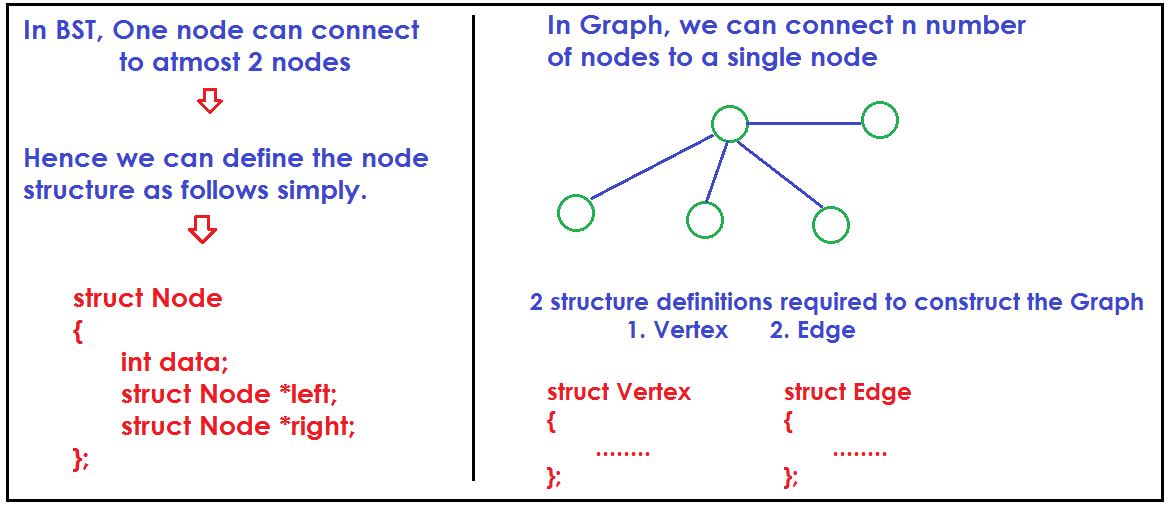 In BST, One node can connect
to atmost 2 nodes
Hence we can define the node
structure as follows simply.
struct Node
{
int data;
struct Node *left;
struct Node *right;
};
In Graph, we can connect n number
of nodes to a single node
2 structure definitions required to construct the Graph
1. Vertex 2. Edge
struct Vertex
{
........
};
struct Edge
{
........
};